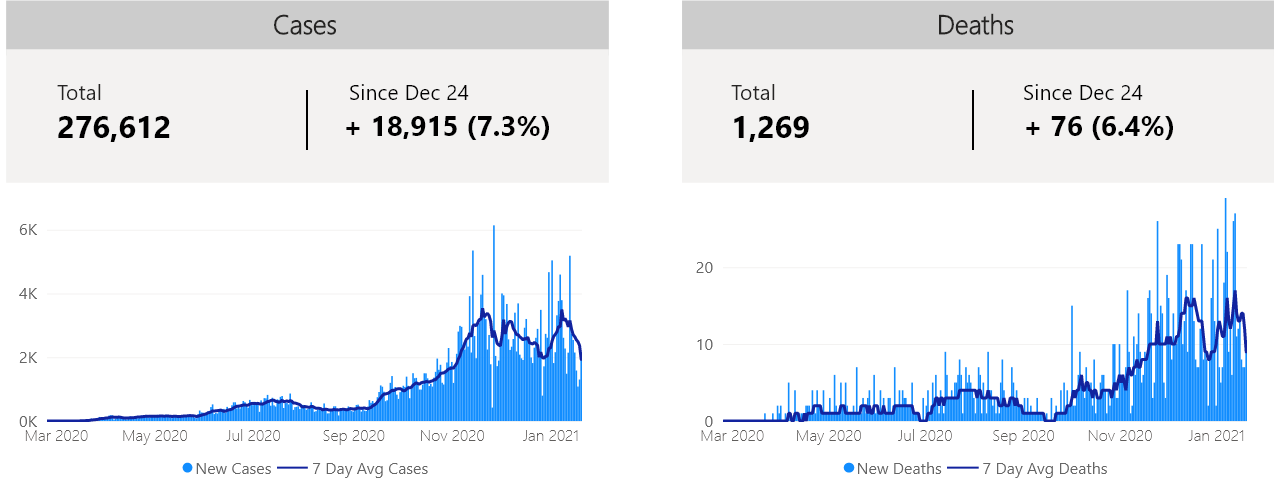 Cases
Total
276,612
Since Dec 24
+ 18,915 (7.3%)
6K
4K
2K
0K
Mar 2020 May 2020 Jul 2020 Sep 2020 Nov 2020 Jan 2021
New Cases 7 Day Avg Cases
Deaths
Total
1,269
Since Dec 24
+ 76 (6.4%)
20
10
0
Mar 2020 May 2020 Jul 2020 Sep 2020 Nov 2020 Jan 2021
New Deaths 7 Day Avg Deaths